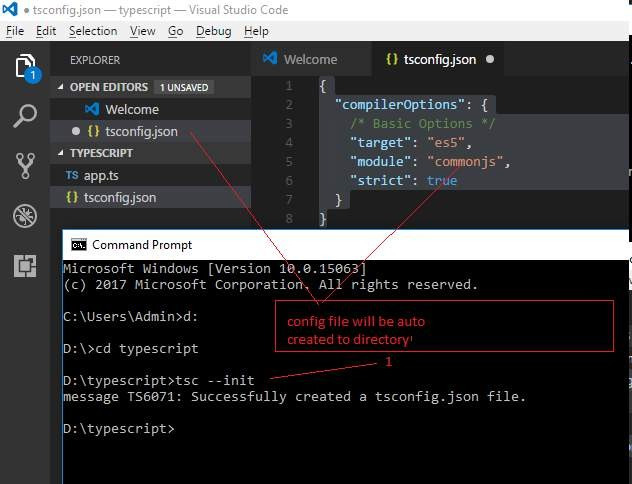 tsconfig.json — typescript — Visual Studio Code
File Edit Selection View Go Debug Help
EXPLORER
OPEN EDITORS 1 UNSAVED
Welcome
{ } tsconfig.json
TYPESCRIPT
TS app.ts
{ } tsconfig.json
1
Welcome
{ } tsconfig.json
1 {
2 "compilerOptions": {
3 /* Basic Options */
4 "target": "es5",
5 "module": "commonjs",
6 "strict": true
7 }
8 }
C:\. Command Prompt
Microsoft Windows [Version 10.0.15063]
(c) 2017 Microsoft Corporation. All rights reserved.
C:\Users\Admin>d:
D:\>cd typescript
D:\typescript>tsc --init
message TS6071: Successfully created a tsconfig.json file.
D:\typescript>
config file will be auto
created to directory!
1